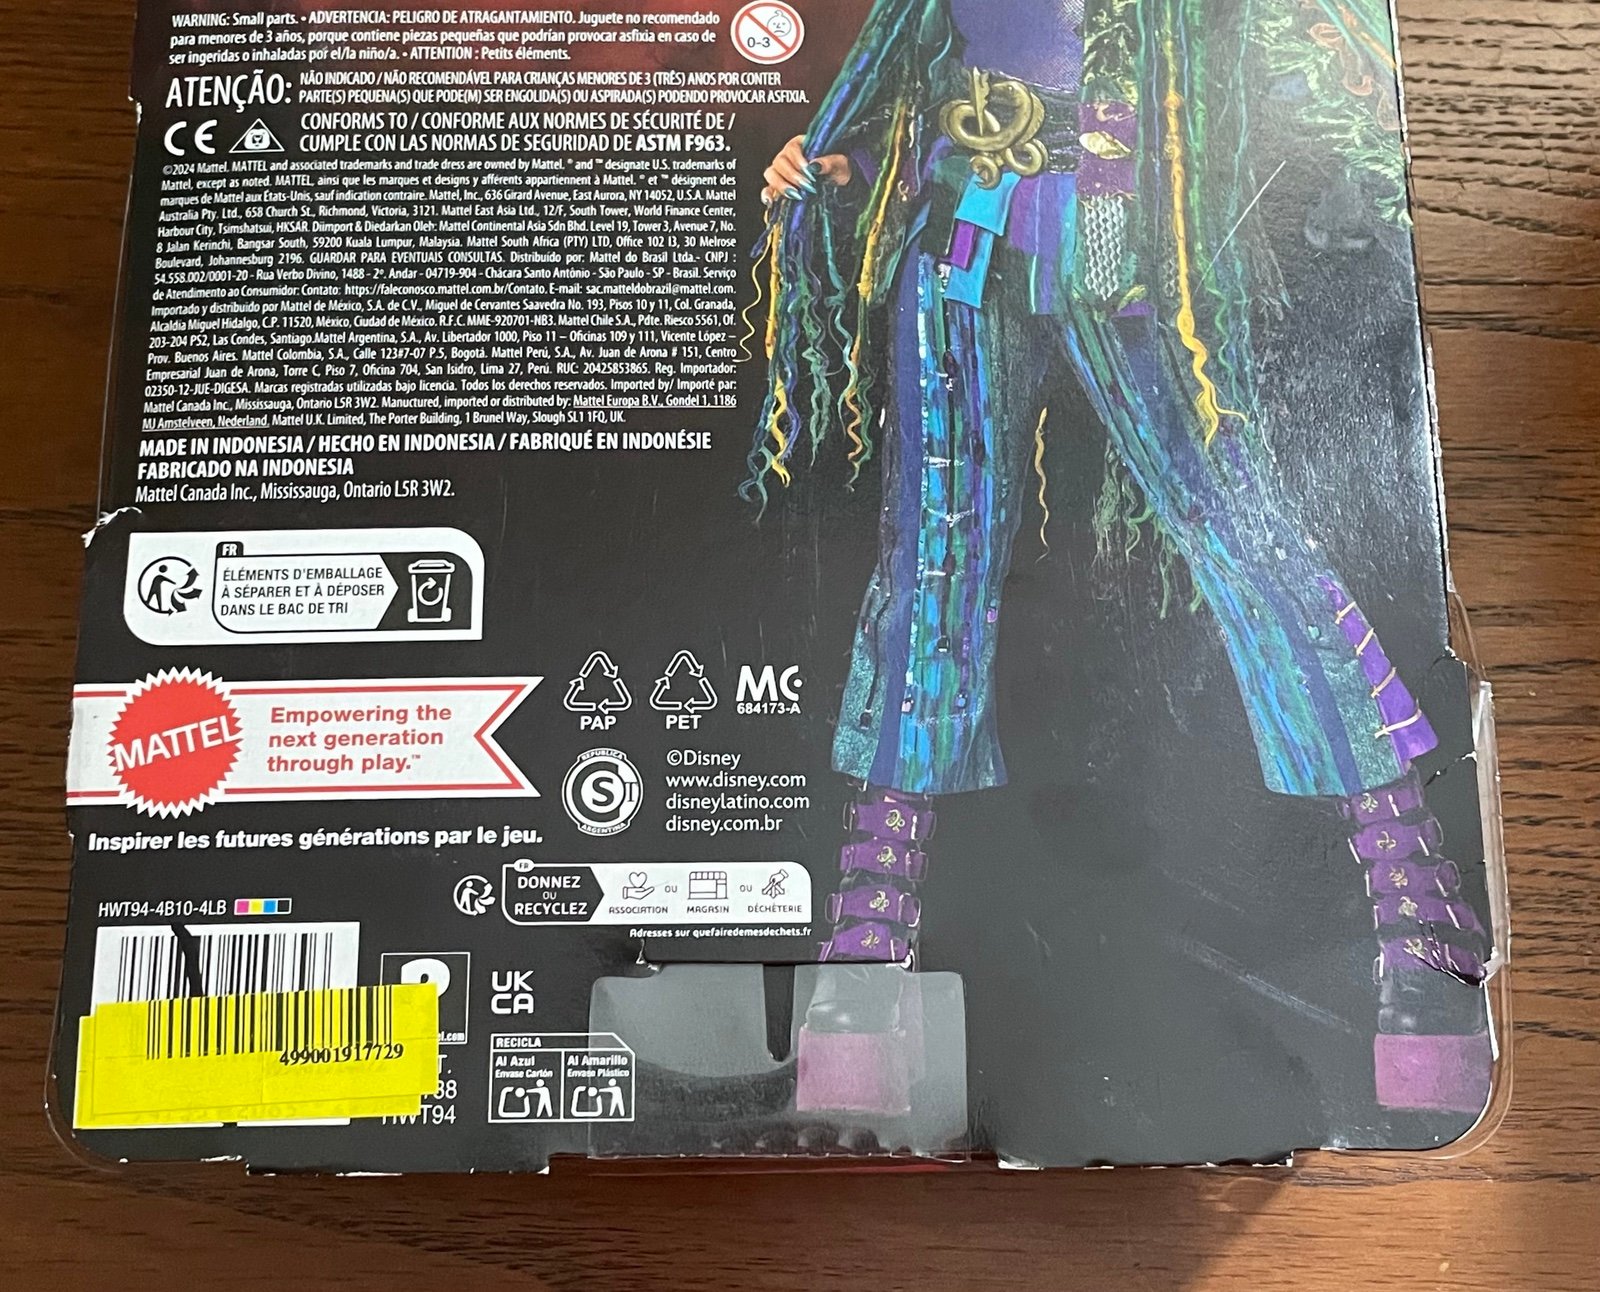 WARNING: Small parts. • ADVERTENCIA: PELIGRO DE ATRAGANTAMIENTO. Juguete no recomendado
para menores de 3 años, porque contiene piezas pequeñas que podrían provocar asfixia en caso de
ser ingeridas o inhaladas por el/la niño/a. • ATTENTION : Petits éléments.
0-3
ATENÇÃO: NÃO INDICADO / NÃO RECOMENDÁVEL PARA CRIANÇAS MENORES DE 3 (TRÊS) ANOS POR CONTER
PARTE(S) PEQUENA(S) QUE PODE(M) SER ENGOLIDA(S) OU ASPIRADA(S) PODENDO PROVOCAR ASFIXIA.
CE
CONFORMS TO / CONFORME AUX NORMES DE SÉCURITÉ DE /
CUMPLE CON LAS NORMAS DE SEGURIDAD DE ASTM F963.
©2024 Mattel. MATTEL and associated trademarks and trade dress are owned by Mattel. ® and ™ designate U.S. trademarks of
Mattel, except as noted. MATTEL, ainsi que les marques et designs y afférents appartiennent à Mattel. ® et ™ désignent des
marques de Mattel aux États-Unis, sauf indication contraire. Mattel, Inc., 636 Girard Avenue, East Aurora, NY 14052, U.S.A. Mattel
Australia Pty. Ltd., 658 Church St., Richmond, Victoria, 3121. Mattel East Asia Ltd., 12/F, South Tower, World Finance Center,
Harbour City, Tsimshatsui, HKSAR. Diimport & Diedarkan Oleh: Mattel Continental Asia Sdn Bhd. Level 19, Tower 3, Avenue 7, No.
8 Jalan Kerinchi, Bangsar South, 59200 Kuala Lumpur, Malaysia. Mattel South Africa (PTY) LTD, Office 102 I3, 30 Melrose
Boulevard, Johannesburg 2196. GUARDAR PARA EVENTUAIS CONSULTAS. Distribuído por: Mattel do Brasil Ltda.- CNPJ :
54.558.002/0001-20 - Rua Verbo Divino, 1488 - 2º. Andar - 04719-904 - Chácara Santo Antônio - São Paulo - SP - Brasil. Serviço
de Atendimento ao Consumidor: Contato: https://faleconosco.mattel.com.br/Contato. E-mail: sac.matteldobrazil@mattel.com.
Importado y distribuido por Mattel de México, S.A. de C.V., Miguel de Cervantes Saavedra No. 193, Pisos 10 y 11, Col. Granada,
Alcaldía Miguel Hidalgo, C.P. 11520, México, Ciudad de México. R.F.C. MME-920701-NB3. Mattel Chile S.A., Pdte. Riesco 5561, Of.
203-204 PS2, Las Condes, Santiago.Mattel Argentina, S.A., Av. Libertador 1000, Piso 11 – Oficinas 109 y 111, Vicente López –
Prov. Buenos Aires. Mattel Colombia, S.A., Calle 123#7-07 P.5, Bogotá. Mattel Perú, S.A., Av. Juan de Arona # 151, Centro
Empresarial Juan de Arona, Torre C, Piso 7, Oficina 704, San Isidro, Lima 27, Perú. RUC: 20425853865. Reg. Importador:
02350-12-JUE-DIGESA. Marcas registradas utilizadas bajo licencia. Todos los derechos reservados. Imported by/ Importé par:
Mattel Canada Inc., Mississauga, Ontario L5R 3W2. Manuctured, imported or distributed by: Mattel Europa B.V., Gondel 1, 1186
MJ Amstelveen, Nederland. Mattel U.K. Limited, The Porter Building, 1 Brunel Way, Slough SL1 1FQ, UK.
MADE IN INDONESIA / HECHO EN INDONESIA / FABRIQUÉ EN INDONÉSIE
FABRICADO NA INDONESIA
Mattel Canada Inc., Mississauga, Ontario L5R 3W2.
FR
ÉLÉMENTS D'EMBALLAGE
À SÉPARER ET À DÉPOSER
DANS LE BAC DE TRI
MATTEL
Empowering the
next generation
through play.™
Inspirer les futures générations par le jeu.
PAP
PET
MC
684173-A
REPUBLICA
S
ARGENTINA
©Disney
www.disney.com
disneylatino.com
disney.com.br
FR
DONNEZ
OU
RECYCLEZ
ASSOCIATION OU MAGASIN OU DÉCHÈTERIE
Adresses sur quefairedemesdechets.fr
HWT94-4B10-4LB
499001917729
HWT94
UK
CA
RECICLA
Al Azul
Envase Cartón
Al Amarillo
Envase Plástico